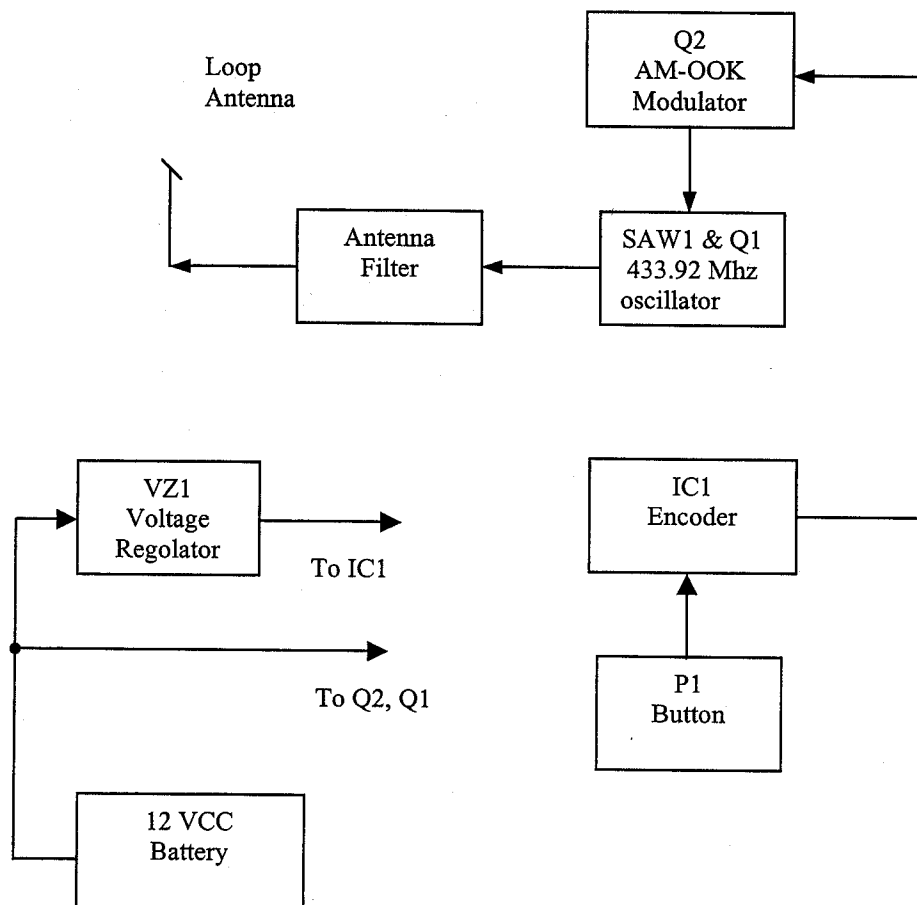 Loop
Antenna
Q2
AM-OOK
Modulator
Antenna
Filter
SAW1 & Q1
433.92 Mhz
oscillator
VZ1
Voltage
Regolator
To IC1
IC1
Encoder
To Q2, Q1
P1
Button
12 VCC
Battery